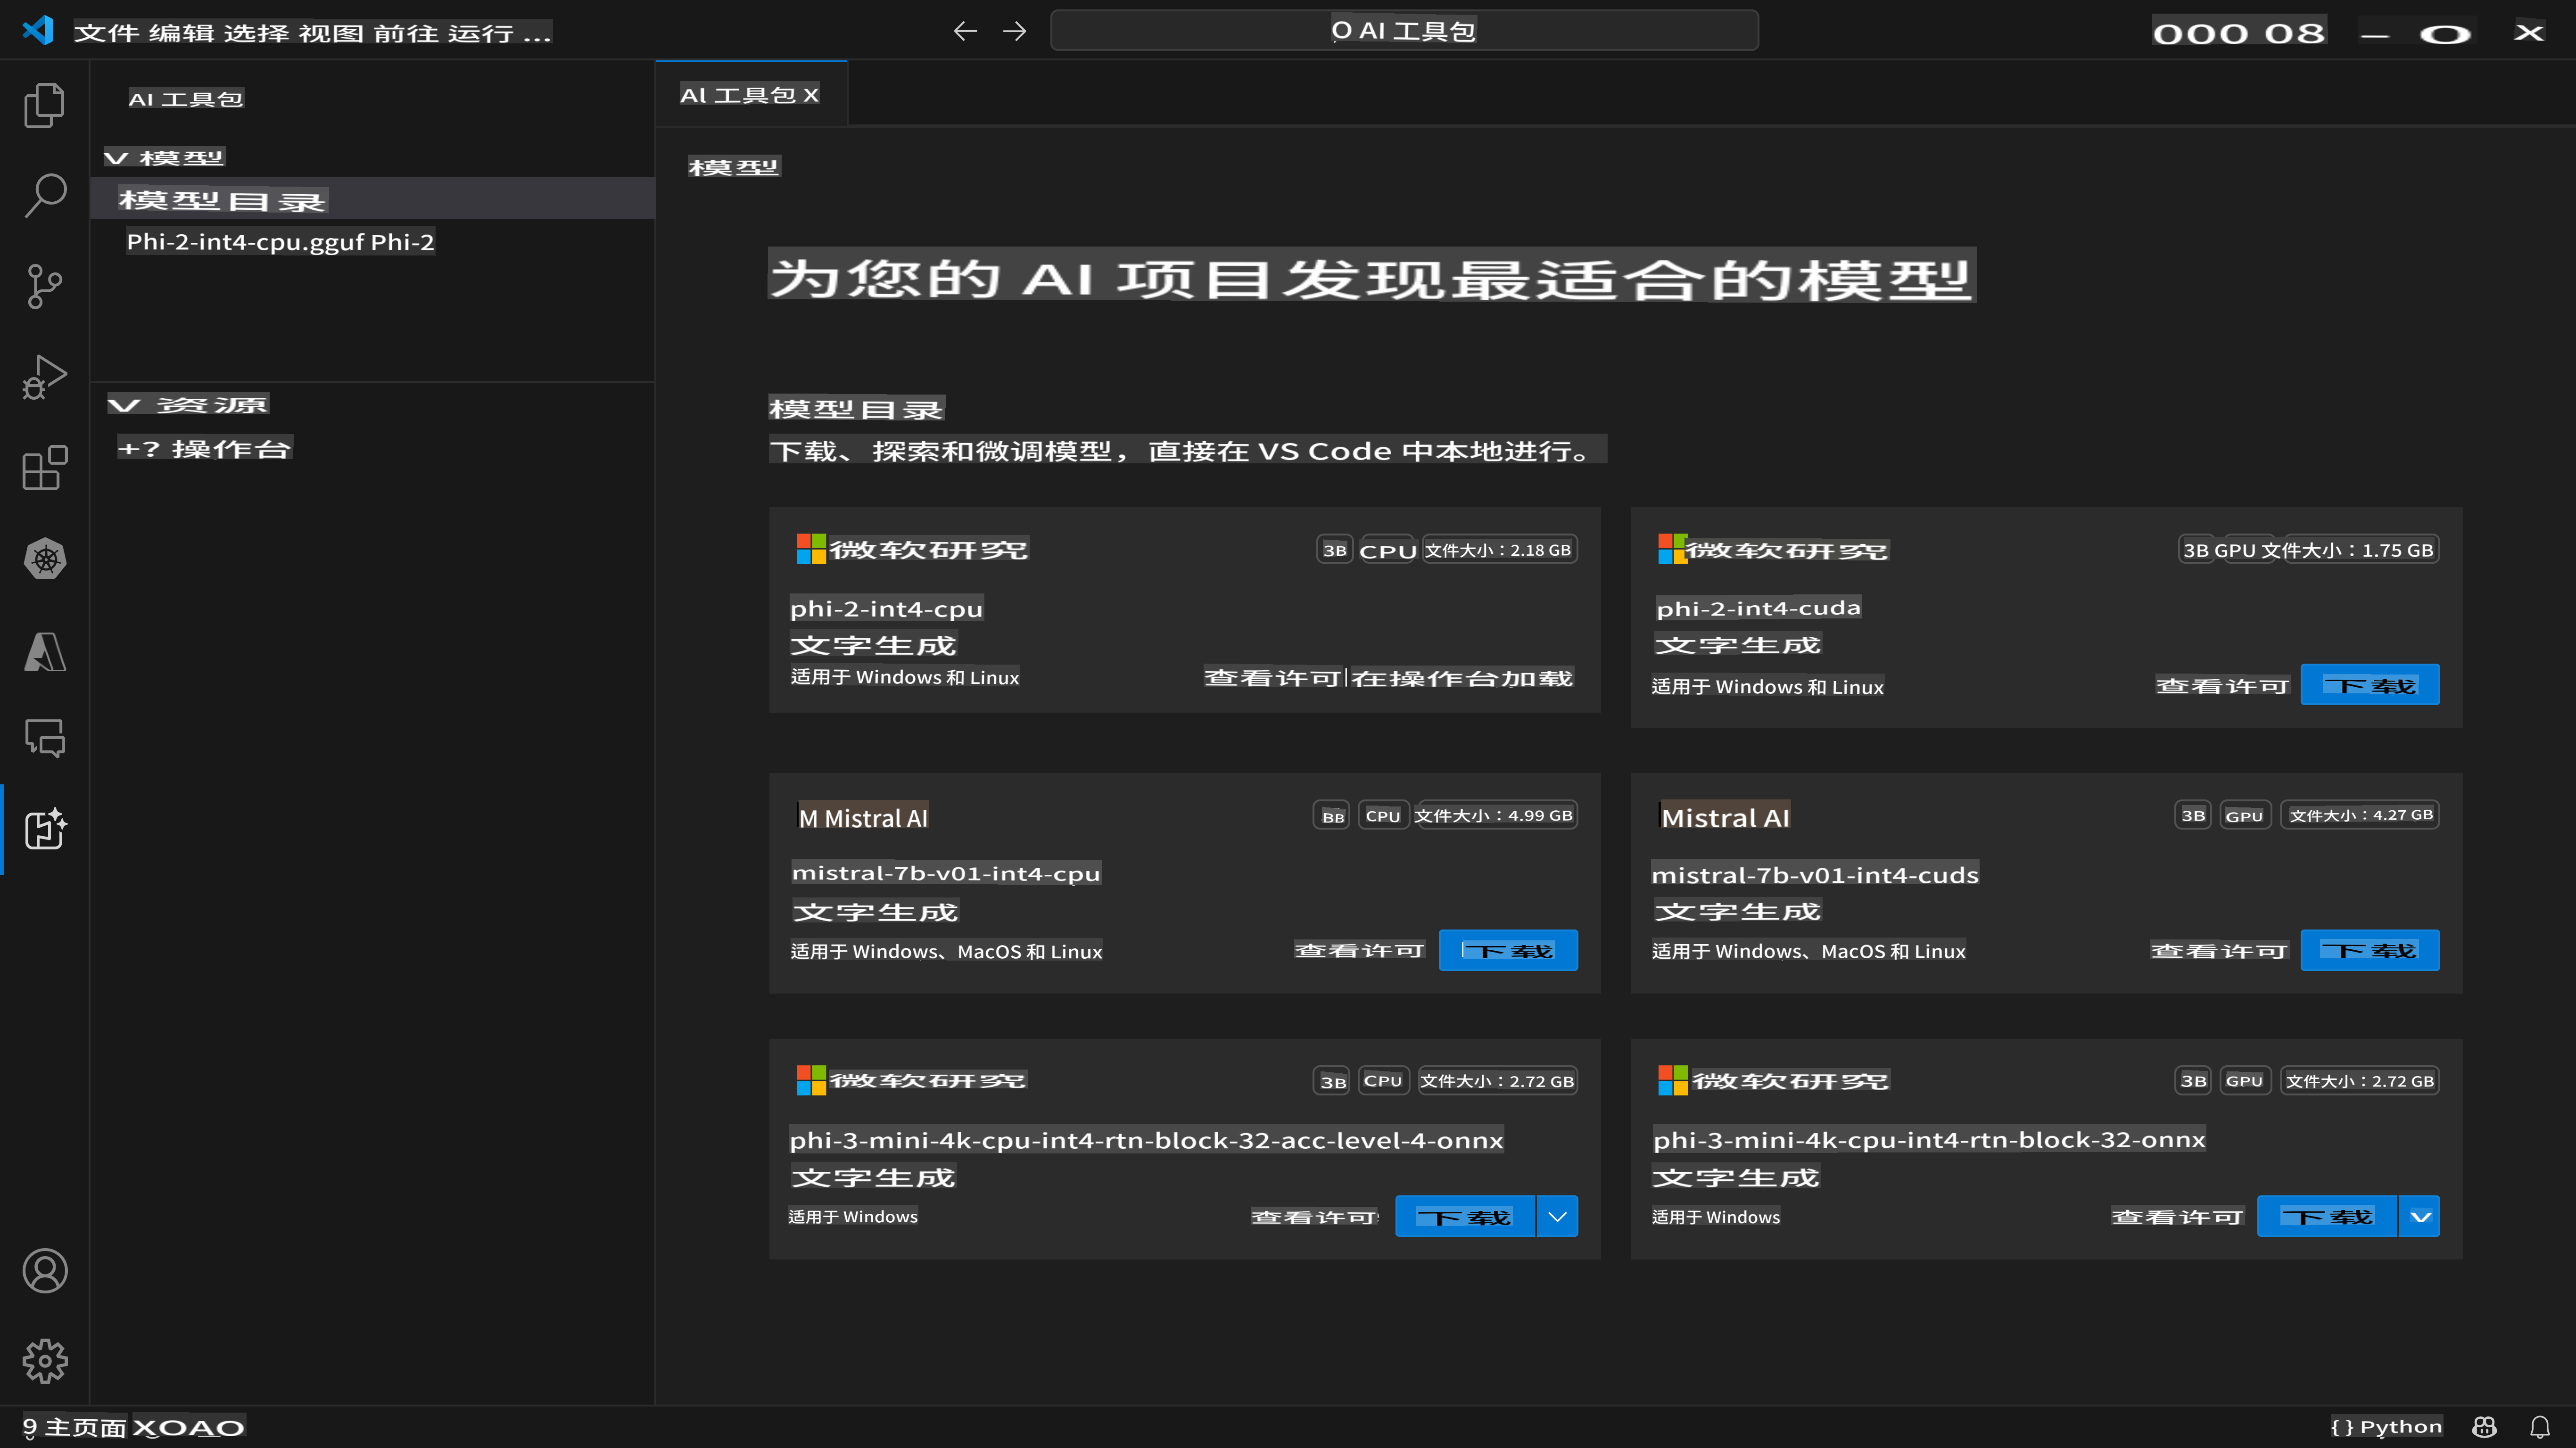 文件 编辑 选择 视图 前往 运行 ...
O AI 工具包
000 08 — O X
AI 工具包
AI 工具包 X
V 模型
模型目录
Phi-2-int4-cpu.gguf Phi-2
V 资源
+? 操作台
模型
为您的 AI 项目发现最适合的模型
模型目录
下载、探索和微调模型，直接在 VS Code 中本地进行。
微软研究 3B CPU 文件大小：2.18 GB
phi-2-int4-cpu
文字生成
适用于 Windows 和 Linux 查看许可 在操作台加载
微软研究 3B GPU 文件大小：1.75 GB
phi-2-int4-cuda
文字生成
适用于 Windows 和 Linux 查看许可 下载
M Mistral AI BB CPU 文件大小：4.99 GB
mistral-7b-v01-int4-cpu
文字生成
适用于 Windows、MacOS 和 Linux 查看许可 下载
Mistral AI 3B GPU 文件大小：4.27 GB
mistral-7b-v01-int4-cuds
文字生成
适用于 Windows、MacOS 和 Linux 查看许可 下载
微软研究 3B CPU 文件大小：2.72 GB
phi-3-mini-4k-cpu-int4-rtn-block-32-acc-level-4-onnx
文字生成
适用于 Windows 查看许可 下载
微软研究 3B GPU 文件大小：2.72 GB
phi-3-mini-4k-cpu-int4-rtn-block-32-onnx
文字生成
适用于 Windows 查看许可 下载 V
9 主页面 XOAO
{ } Python